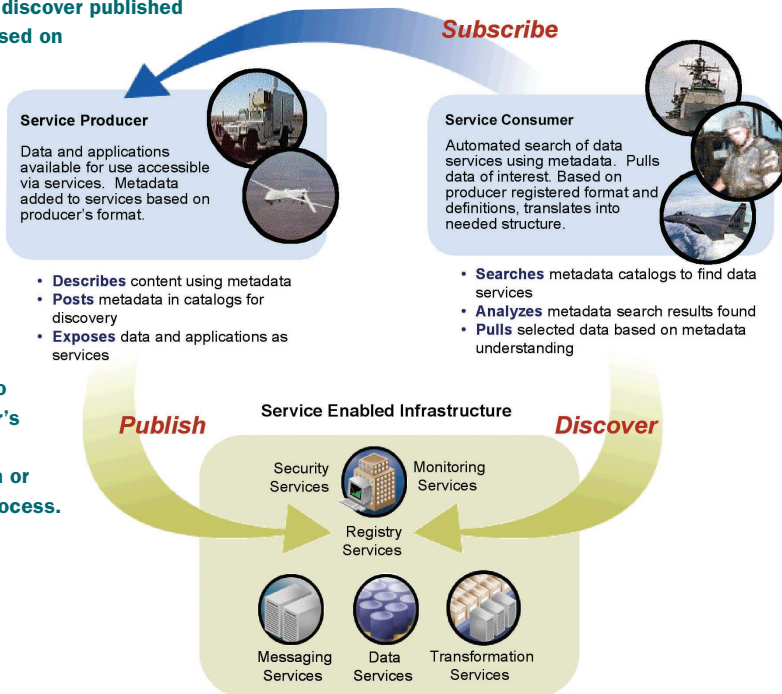 discover published
sed on
Subscribe
Service Producer
Data and applications
available for use accessible
via services. Metadata
added to services based on
producer's format.
• Describes content using metadata
• Posts metadata in catalogs for
discovery
• Exposes data and applications as
services
Service Consumer
Automated search of data
services using metadata. Pulls
data of interest. Based on
producer registered format and
definitions, translates into
needed structure.
• Searches metadata catalogs to find data
services
• Analyzes metadata search results found
• Pulls selected data based on metadata
understanding
o
r's
n or
ocess.
Publish
Service Enabled Infrastructure
Discover
Security
Services
Monitoring
Services
Registry
Services
Messaging
Services
Data
Services
Transformation
Services